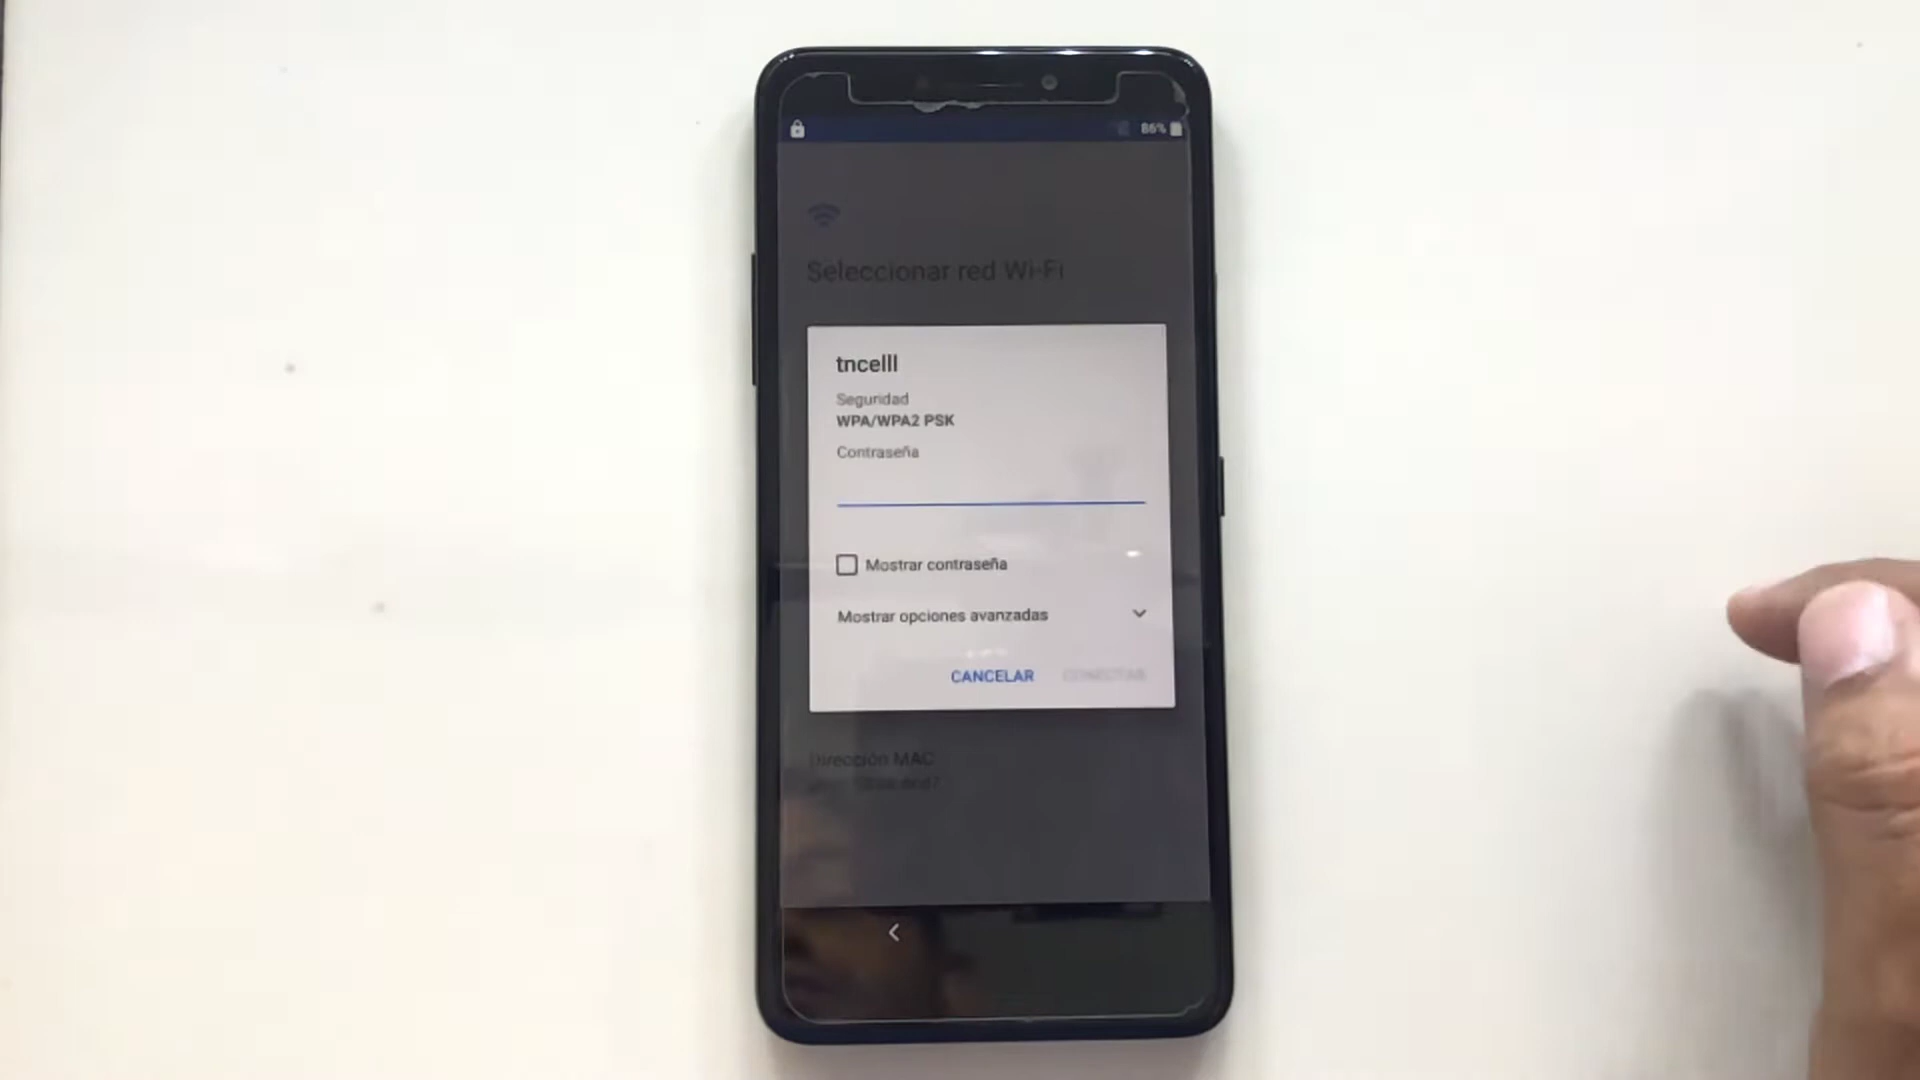 86%
Seleccionar red Wi-Fi
tncelll
Seguridad
WPA/WPA2 PSK
Contraseña
Mostrar contraseña
Mostrar opciones avanzadas
CANCELAR CONECTAR
Dirección MAC